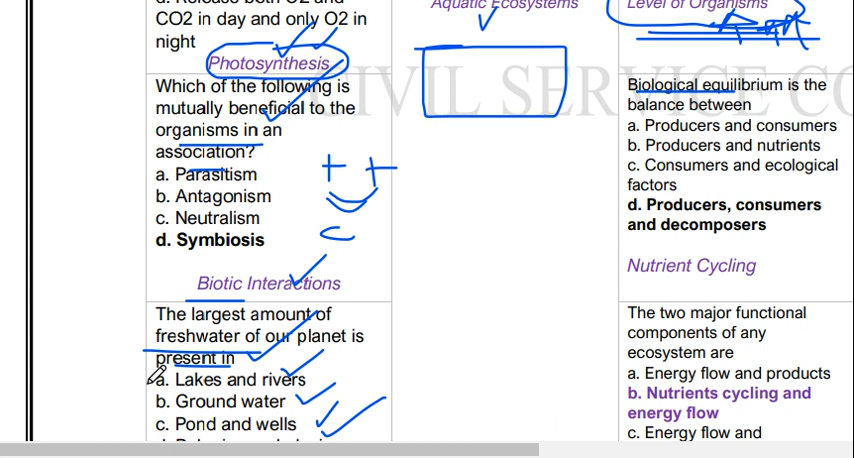 CO2 in day and only O2 in
night
Photosynthesis
Which of the following is
mutually beneficial to the
organisms in an
association?
a. Parasitism
b. Antagonism
c. Neutralism
d. Symbiosis
Biotic Interactions
The largest amount of
freshwater of our planet is
present in
a. Lakes and rivers
b. Ground water
c. Pond and wells
Aquatic Ecosystems
Level of Organisms
Biological equilibrium is the
balance between
a. Producers and consumers
b. Producers and nutrients
c. Consumers and ecological
factors
d. Producers, consumers
and decomposers
Nutrient Cycling
The two major functional
components of any
ecosystem are
a. Energy flow and products
b. Nutrients cycling and
energy flow
c. Energy flow and
CIVIL SERVICE CO